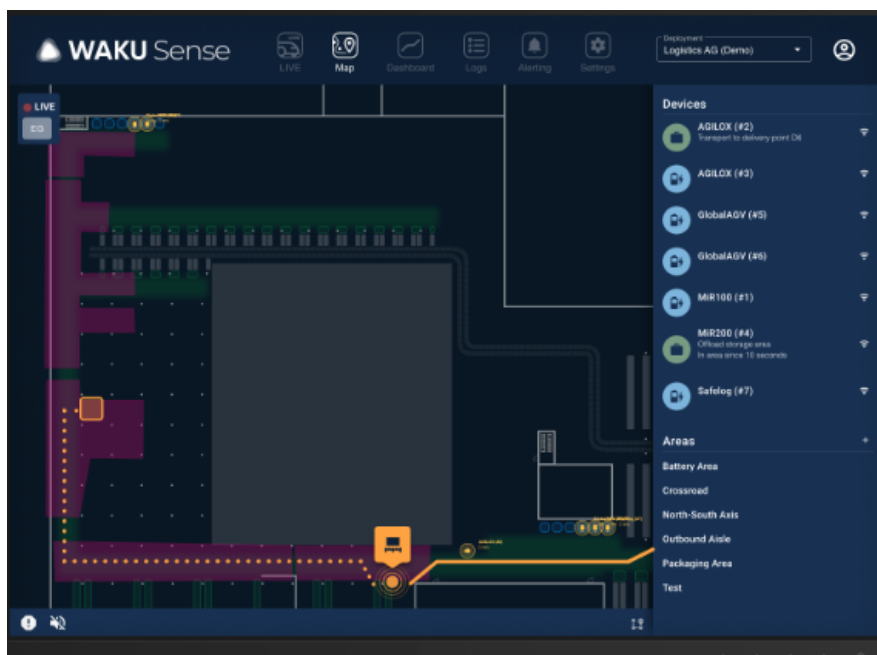 WAKU Sense
LIVE
Map
Dashboard
Logs
Alerting
Settings
Deployment
Logistics AG (Demo)
LIVE
EG
Devices
AGILOX (#2)
Transport to delivery point D4
AGILOX (#3)
GlobalAGV (#5)
GlobalAGV (#6)
MiR100 (#1)
MiR200 (#4)
Offload storage area
In area since 10 seconds
Safelog (#7)
Areas
Battery Area
Crossroad
North-South Axis
Outbound Aisle
Packaging Area
Test